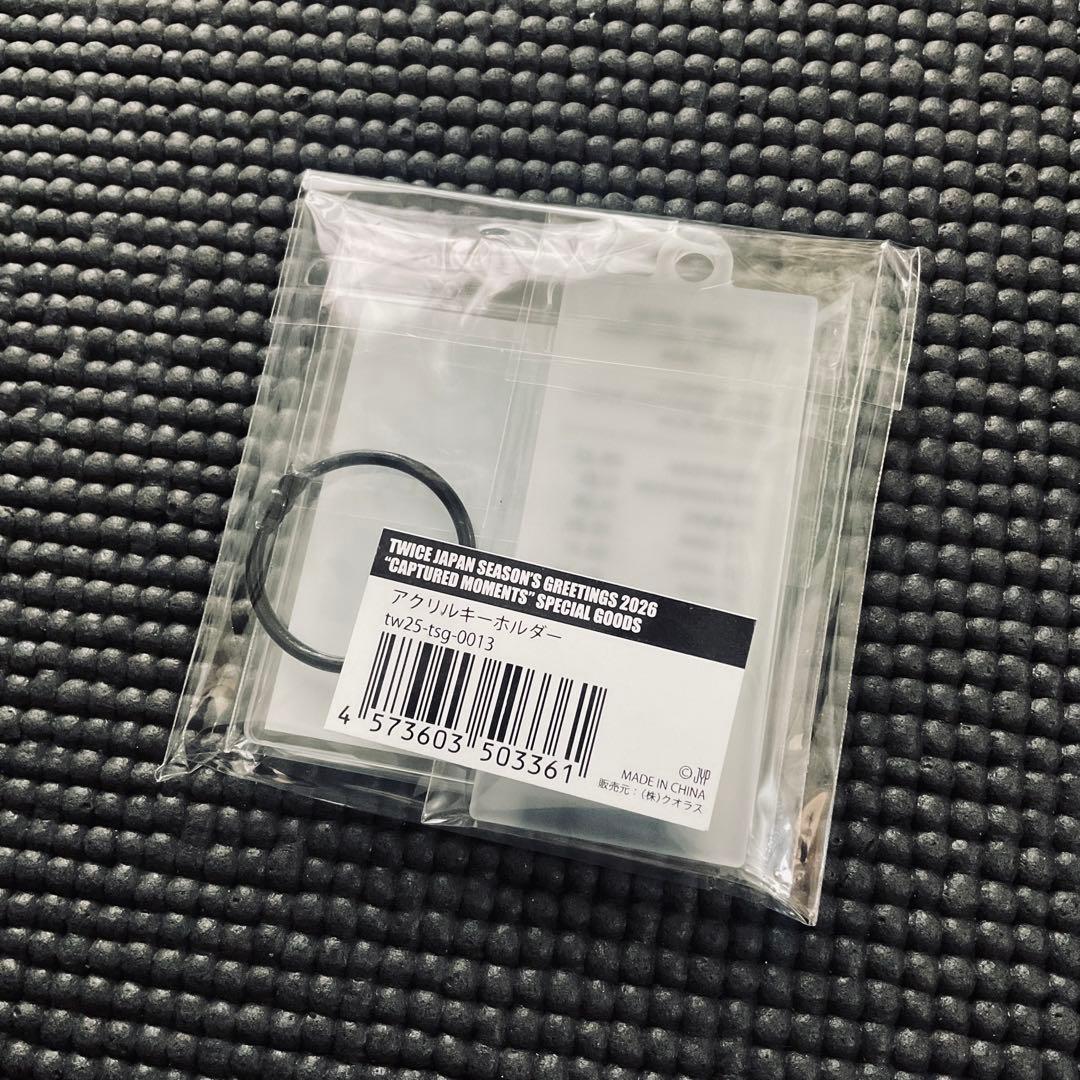 TWICE JAPAN SEASON'S GREETINGS 2026
"CAPTURED MOMENTS" SPECIAL GOODS
アクリルキーホルダー
tw25-tsg-0013
4 573603 503361
© JYP
MADE IN CHINA
販売元：(株)クオラス